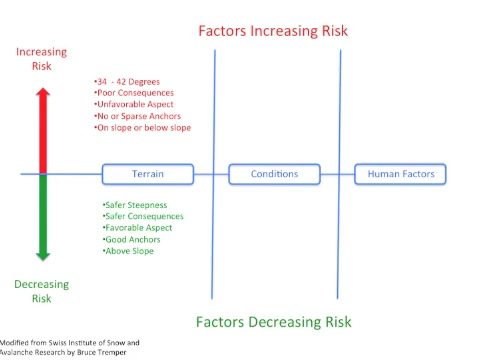 Factors Increasing Risk
Increasing
Risk
•34 - 42 Degrees
•Poor Consequences
•Unfavorable Aspect
•No or Sparse Anchors
•On slope or below slope
Terrain
Conditions
Human Factors
•Safer Steepness
•Safer Consequences
•Favorable Aspect
•Good Anchors
•Above Slope
Decreasing
Risk
Factors Decreasing Risk
Modified from Swiss Institute of Snow and
Avalanche Research by Bruce Tremper